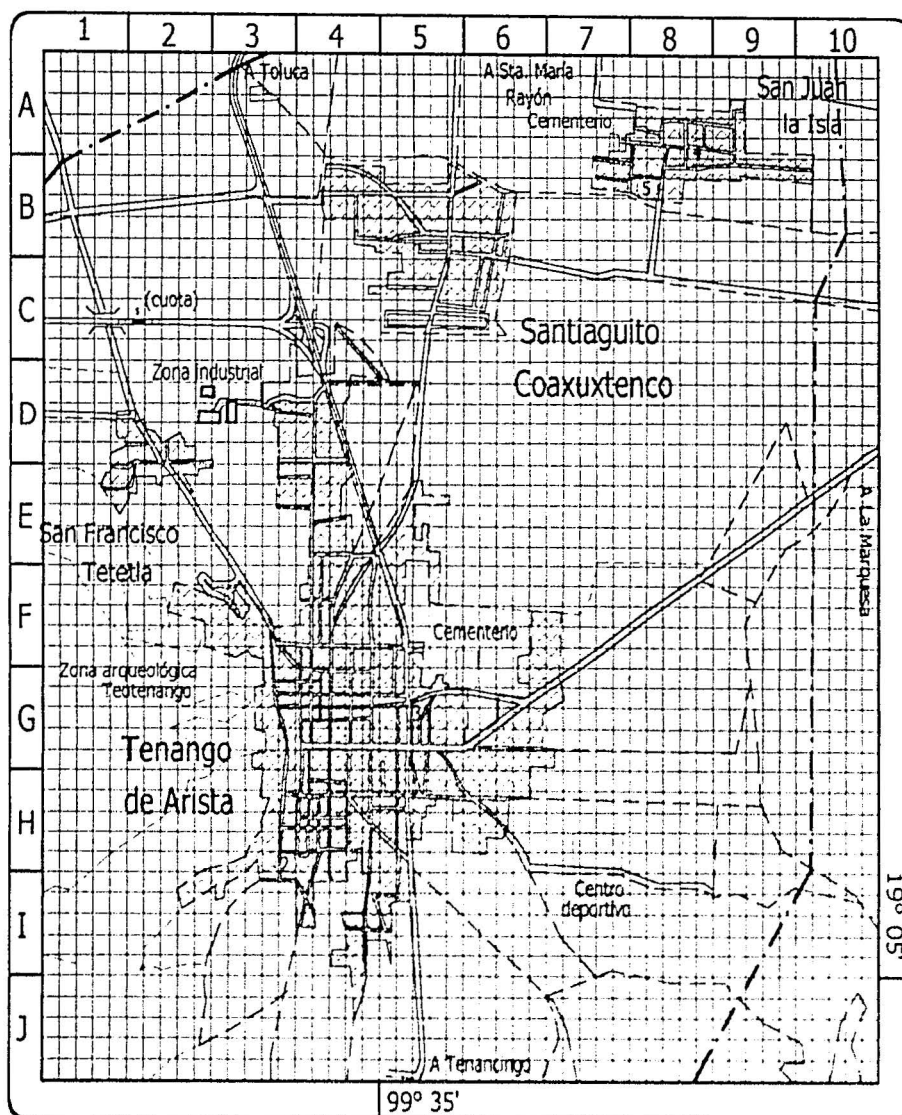 1 2 3 4 5 6 7 8 9 10
A
B
C
D
E
F
G
H
I
J
A Toluca
A Sta. María
Rayón
Cementerio
San Juan
la Isla
5
(cuota)
Santiaguito
Coaxuxtenco
Zona industrial
San Francisco
Tetetla
A La Marquesa
Cementerio
Zona arqueológica
Teotenango
Tenango
de Arista
Centro
deportivo
19° 05'
A Tenancingo
99° 35'